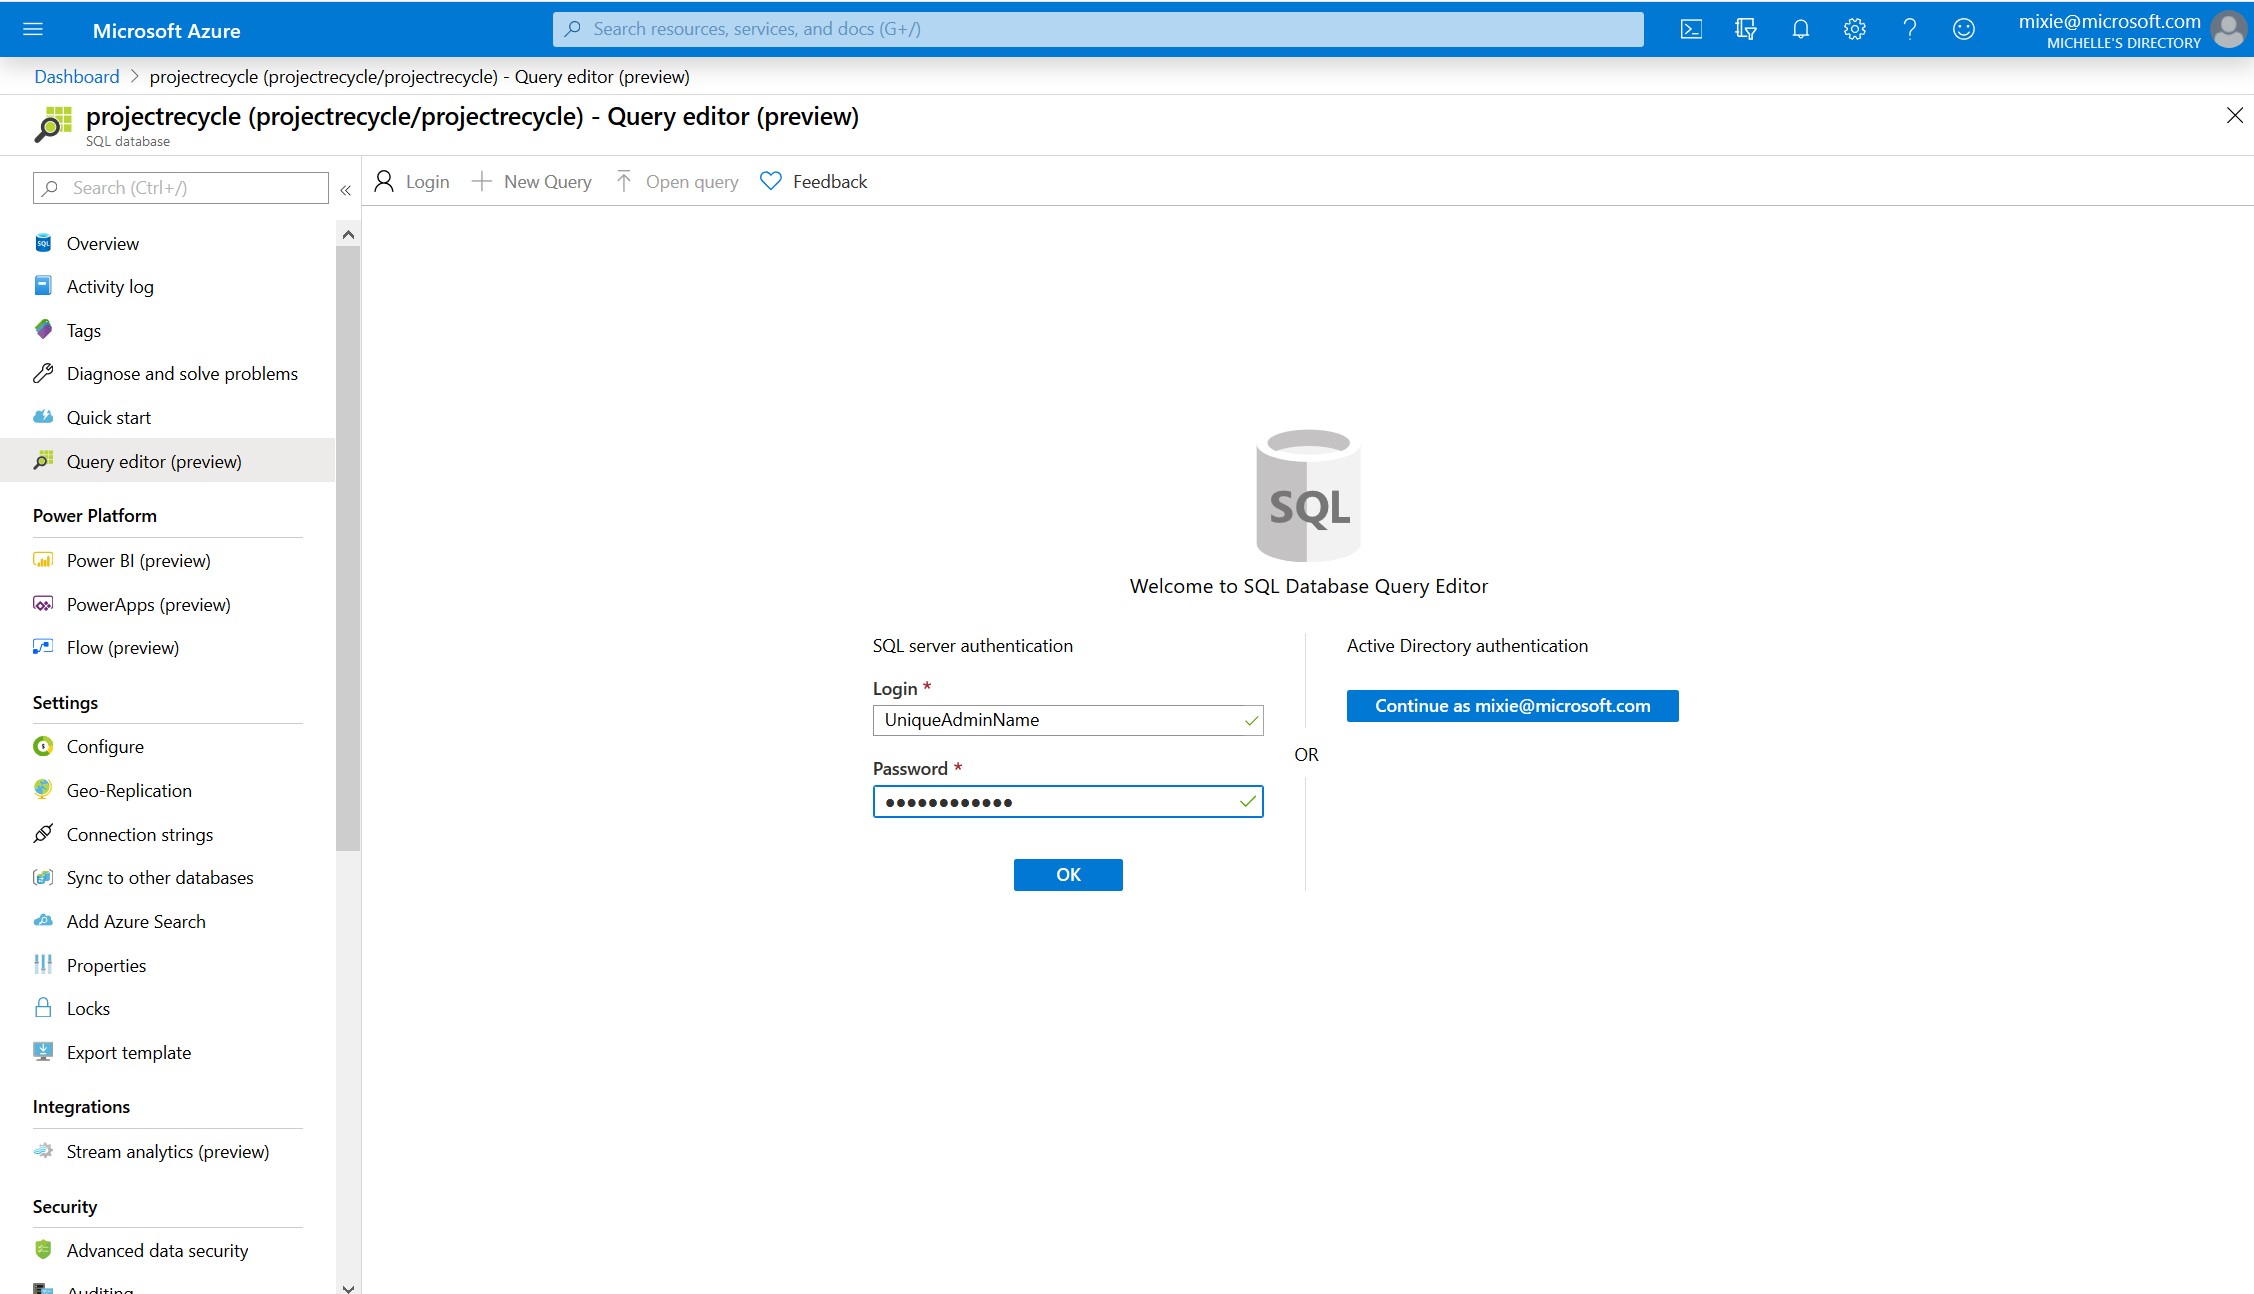 Microsoft Azure
Search resources, services, and docs (G+/)
mixie@microsoft.com
MICHELLE'S DIRECTORY
Dashboard > projectrecycle (projectrecycle/projectrecycle) - Query editor (preview)
projectrecycle (projectrecycle/projectrecycle) - Query editor (preview)
SQL database
Search (Ctrl+/)
«
Login
New Query
Open query
Feedback
Overview
Activity log
Tags
Diagnose and solve problems
Quick start
Query editor (preview)
Power Platform
Power BI (preview)
PowerApps (preview)
Flow (preview)
Settings
Configure
Geo-Replication
Connection strings
Sync to other databases
Add Azure Search
Properties
Locks
Export template
Integrations
Stream analytics (preview)
Security
Advanced data security
Auditing
SQL
Welcome to SQL Database Query Editor
SQL server authentication
Login *
UniqueAdminName
Password *
●●●●●●●●●●●●
OK
OR
Active Directory authentication
Continue as mixie@microsoft.com